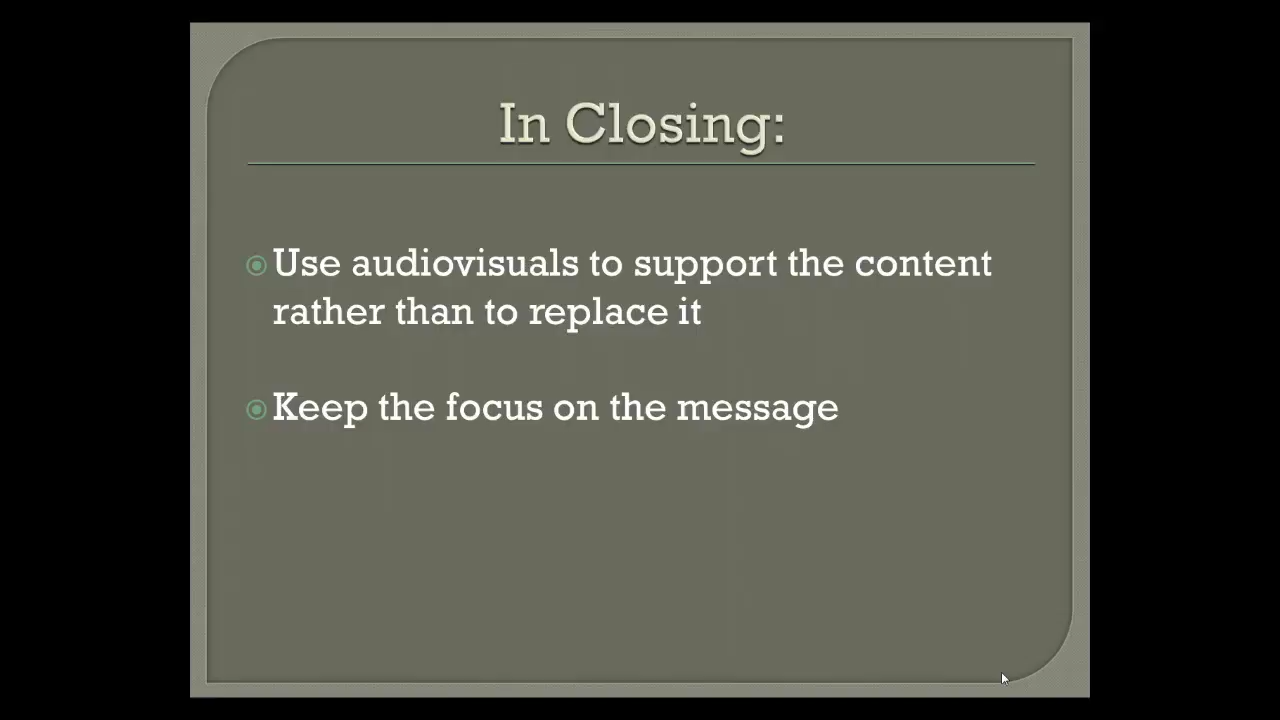 In Closing:
Use audiovisuals to support the content
rather than to replace it
Keep the focus on the message